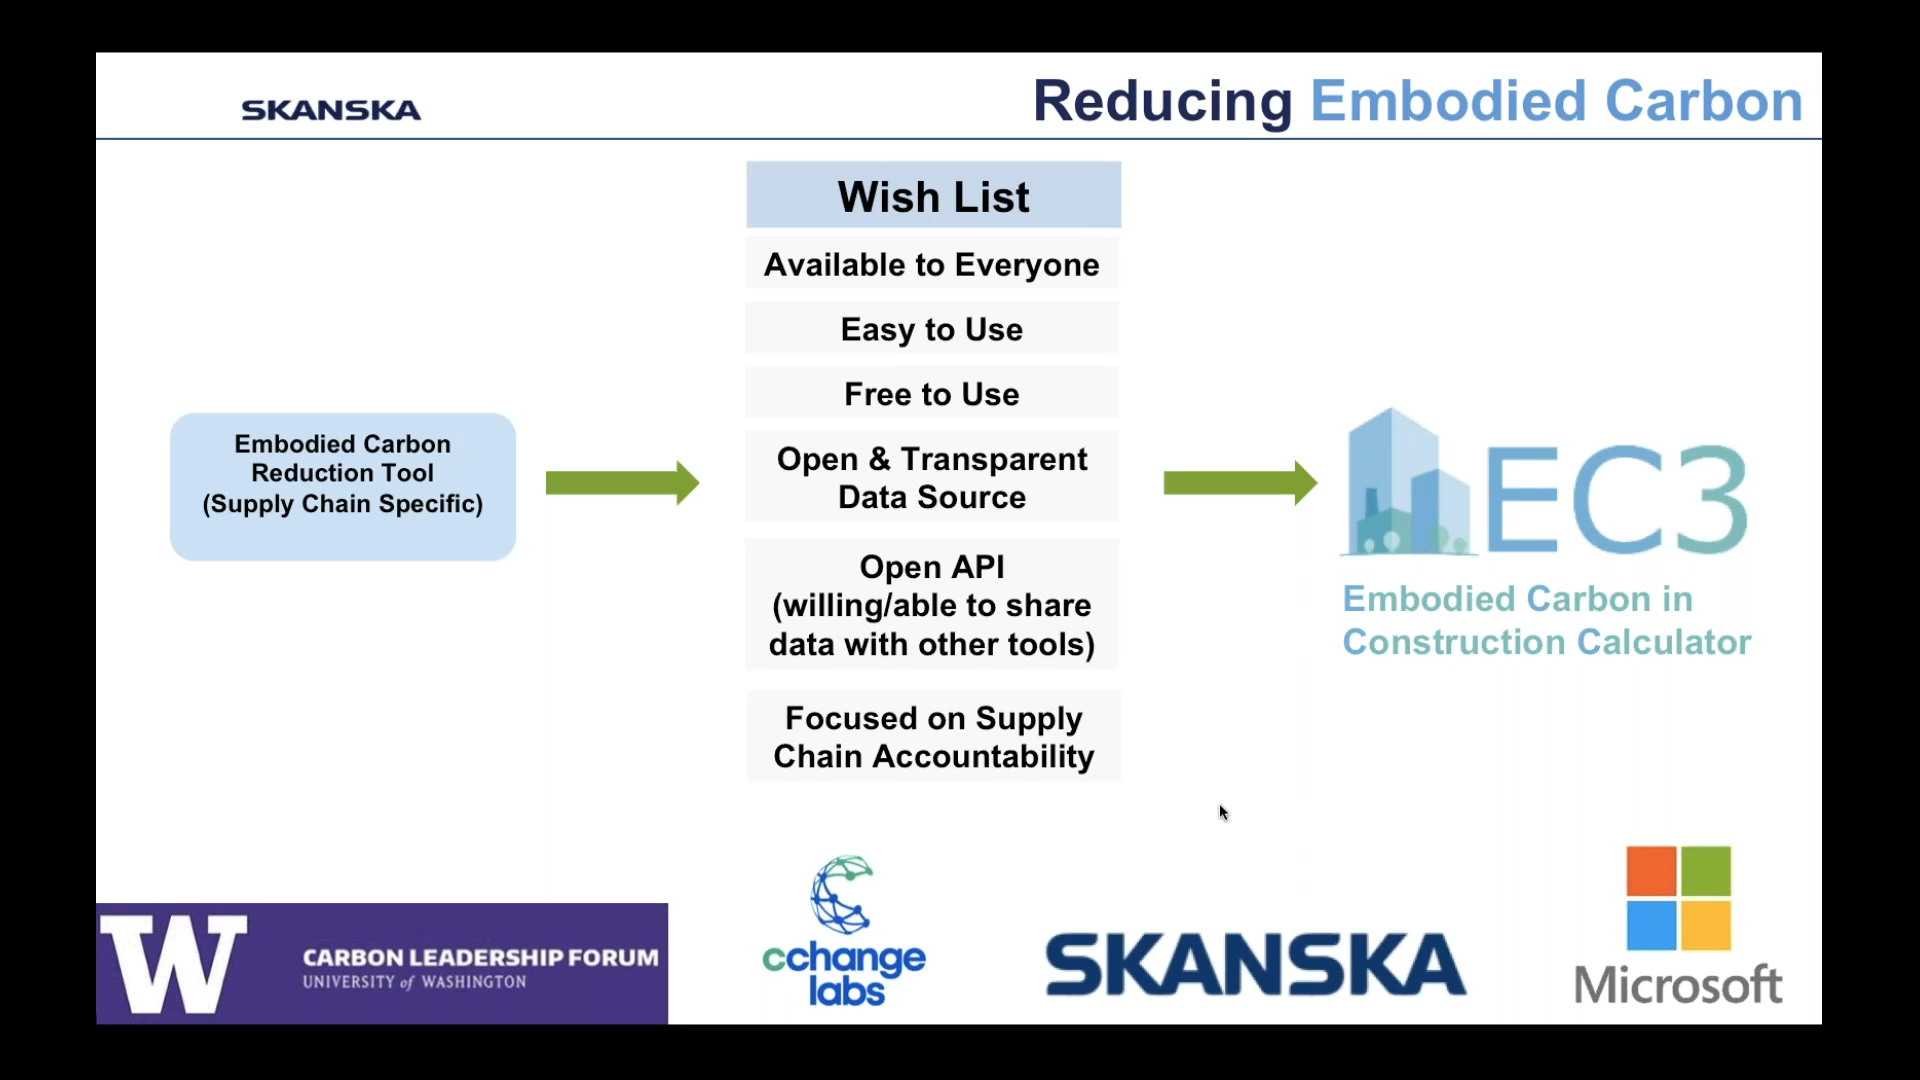 SKANSKA
Reducing Embodied Carbon
Wish List
Available to Everyone
Easy to Use
Free to Use
Open & Transparent
Data Source
Open API
(willing/able to share
data with other tools)
Focused on Supply
Chain Accountability
Embodied Carbon
Reduction Tool
(Supply Chain Specific)
EC3
Embodied Carbon in
Construction Calculator
W
CARBON LEADERSHIP FORUM
UNIVERSITY of WASHINGTON
cchange
labs
SKANSKA
Microsoft